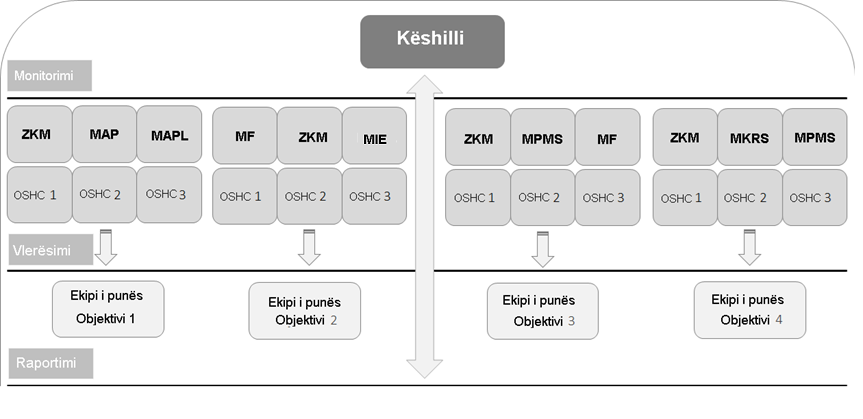 Këshilli
Monitorimi
ZKM MAP MAPL MF ZKM MIE ZKM MPMS MF ZKM MKRS MPMS
OSHC 1 OSHC 2 OSHC 3 OSHC 1 OSHC 2 OSHC 3 OSHC 1 OSHC 2 OSHC 3 OSHC 1 OSHC 2 OSHC 3
Vlerësimi
Ekipi i punës
Objektivi 1
Ekipi i punës
Objektivi 2
Ekipi i punës
Objektivi 3
Ekipi i punës
Objektivi 4
Raportimi